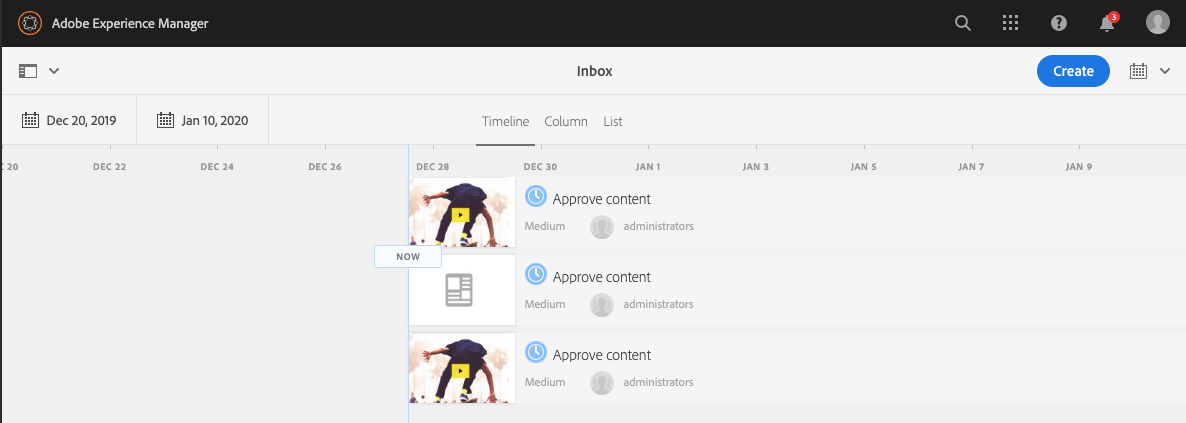 Adobe Experience Manager
3
Inbox
Create
Dec 20, 2019 Jan 10, 2020 Timeline Column List
20 DEC 22 DEC 24 DEC 26 DEC 28 DEC 30 JAN 1 JAN 3 JAN 5 JAN 7 JAN 9
Approve content
Medium administrators
NOW
Approve content
Medium administrators
Approve content
Medium administrators